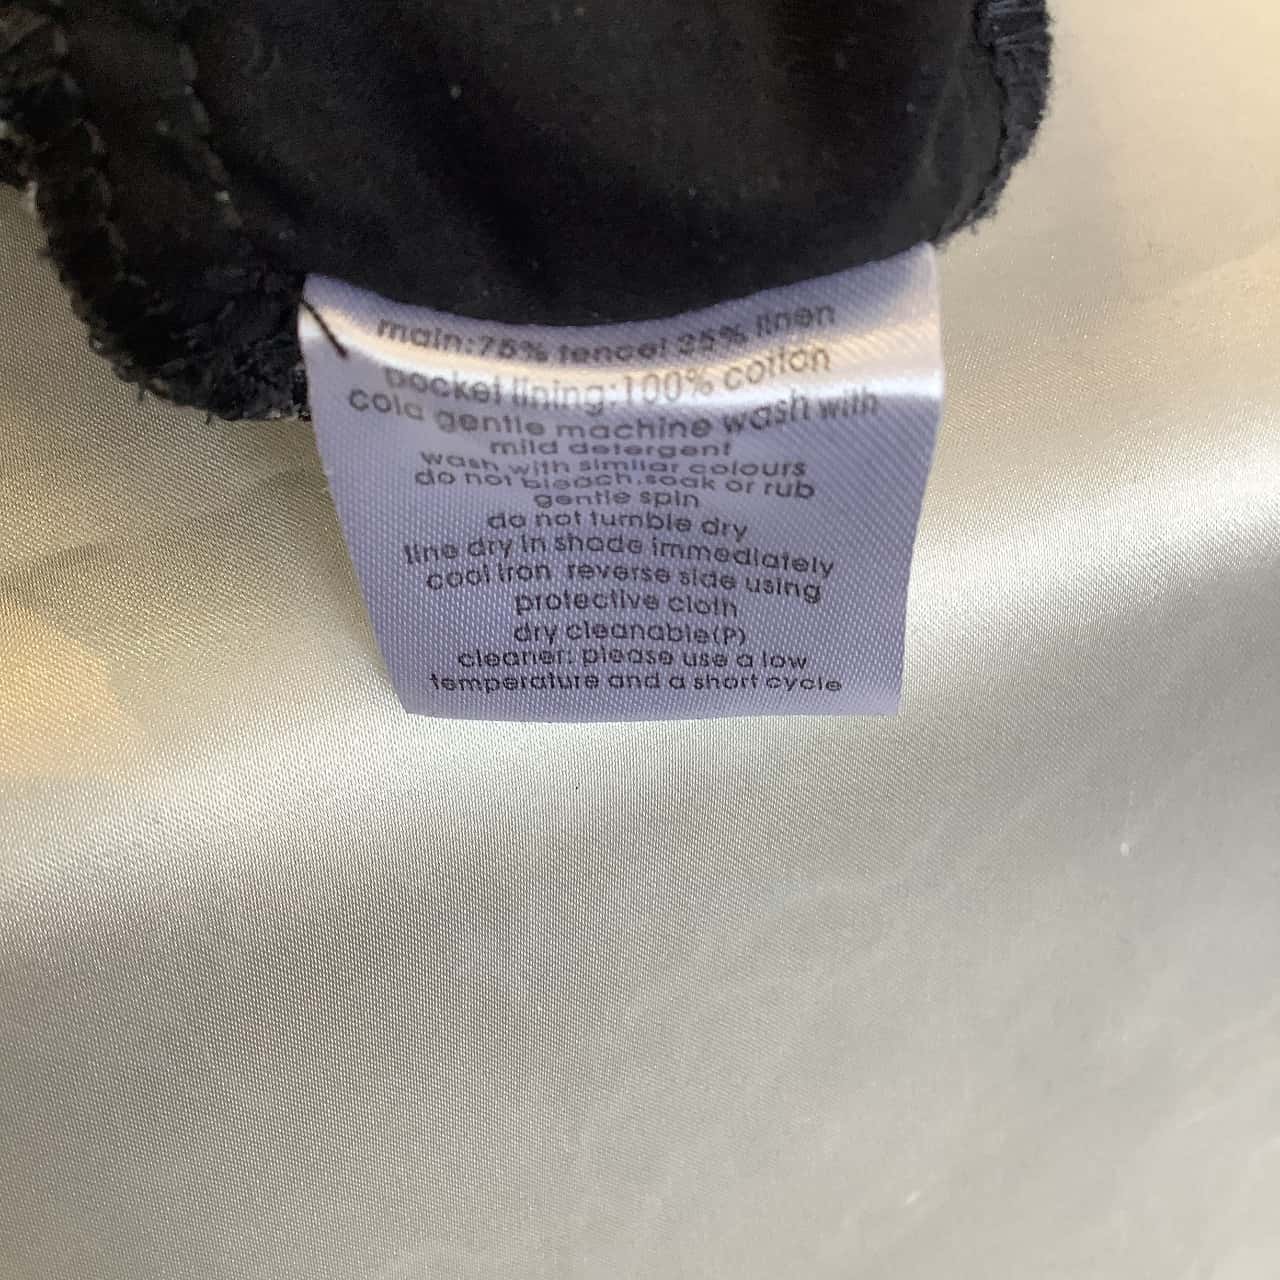 main:75% tencel 25% linen
pocket lining:100% cotton
cold gentle machine wash with
mild detergent
wash with similar colours
do not bleach,soak or rub
gentle spin
do not tumble dry
line dry in shade immediately
cool iron reverse side using
protective cloth
dry cleanable(P)
cleaner: please use a low
temperature and a short cycle